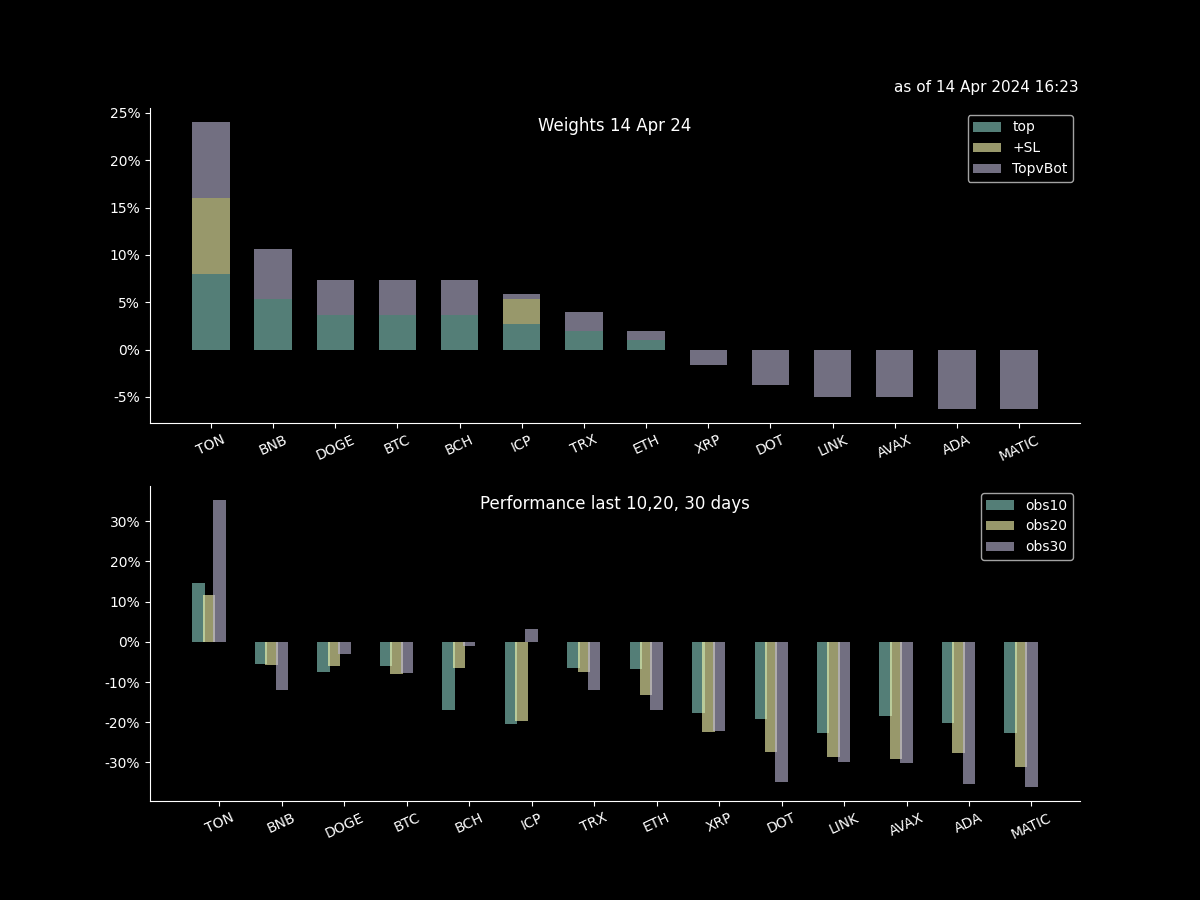 as of 14 Apr 2024 16:23
Weights 14 Apr 24
top
+SL
TopvBot
25%
20%
15%
10%
5%
0%
-5%
TON BNB DOGE BTC BCH ICP TRX ETH XRP DOT LINK AVAX ADA MATIC
Performance last 10,20, 30 days
obs10
obs20
obs30
30%
20%
10%
0%
-10%
-20%
-30%
TON BNB DOGE BTC BCH ICP TRX ETH XRP DOT LINK AVAX ADA MATIC